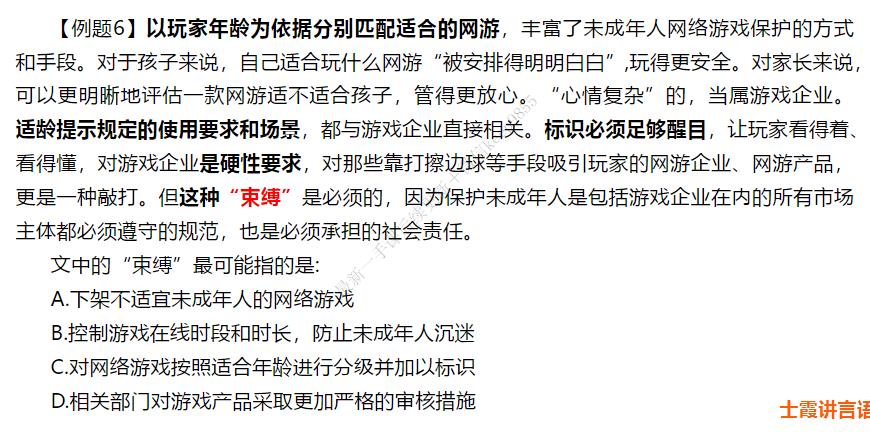 【例题6】以玩家年龄为依据分别匹配适合的网游，丰富了未成年人网络游戏保护的方式
和手段。对于孩子来说，自己适合玩什么网游“被安排得明明白白”,玩得更安全。对家长来说，
可以更明晰地评估一款网游适不适合孩子，管得更放心。“心情复杂”的，当属游戏企业。
适龄提示规定的使用要求和场景，都与游戏企业直接相关。标识必须足够醒目，让玩家看得着、
看得懂，对游戏企业是硬性要求，对那些靠打擦边球等手段吸引玩家的网游企业、网游产品，
更是一种敲打。但这种“束缚”是必须的，因为保护未成年人是包括游戏企业在内的所有市场
主体都必须遵守的规范，也是必须承担的社会责任。
文中的“束缚”最可能指的是:
A.下架不适宜未成年人的网络游戏
B.控制游戏在线时段和时长，防止未成年人沉迷
C.对网络游戏按照适合年龄进行分级并加以标识
D.相关部门对游戏产品采取更加严格的审核措施
士霞讲言语